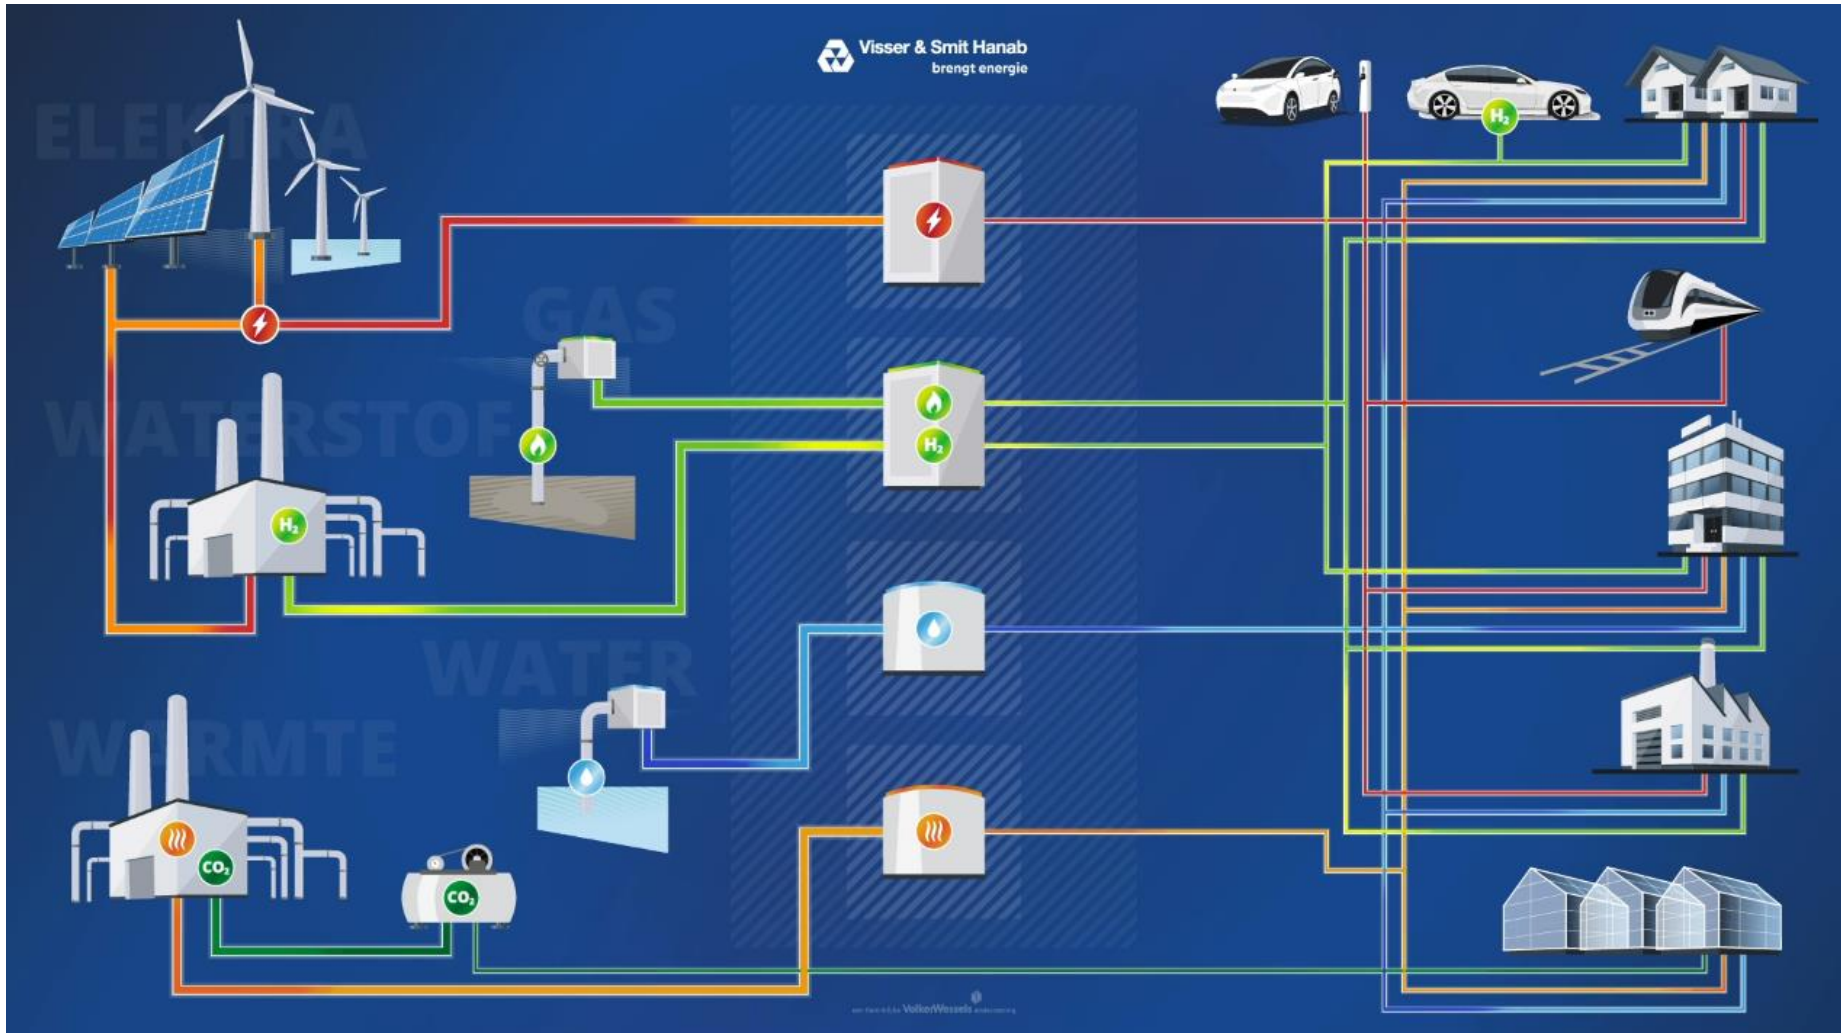 Visser & Smit Hanab
brengt energie
ELEKTRA
H₂
GAS
WATERSTOF
H₂
H₂
WATER
WARMTE
CO₂
CO₂
VolkerWessels